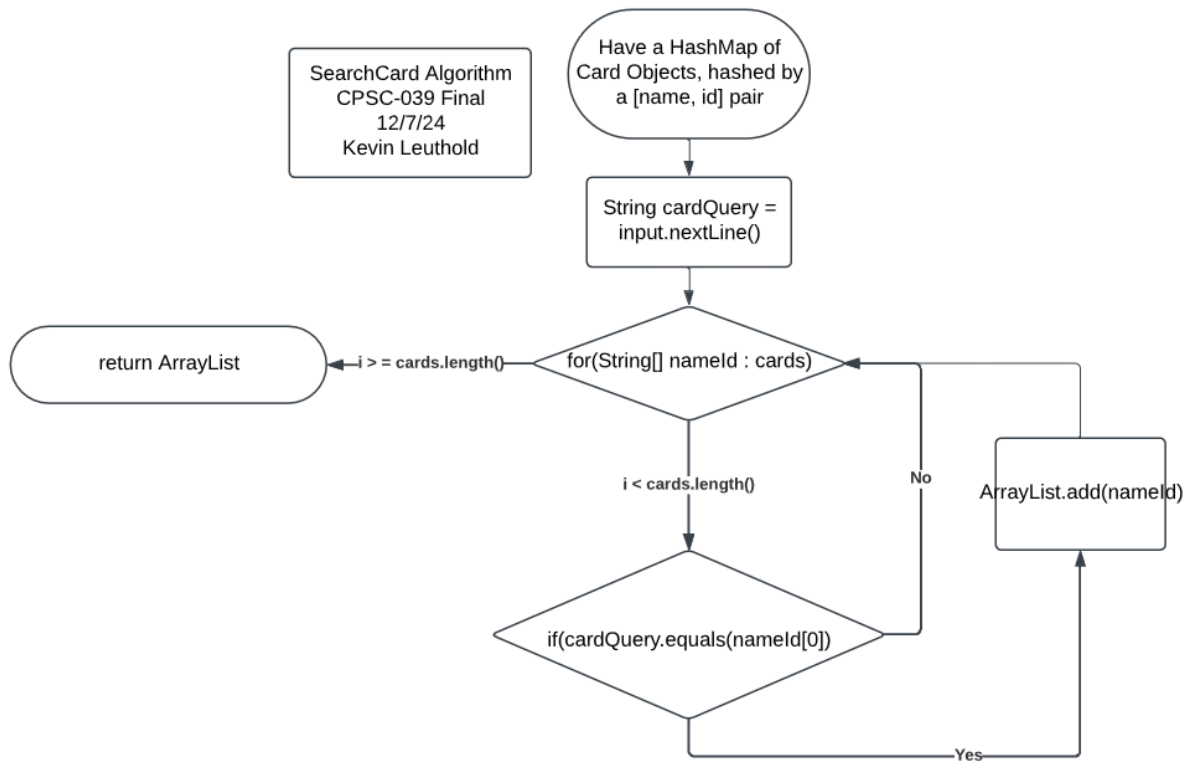 SearchCard Algorithm
CPSC-039 Final
12/7/24
Kevin Leuthold
Have a HashMap of
Card Objects, hashed by
a [name, id] pair
String cardQuery =
input.nextLine()
for(String[] nameId : cards)
i > = cards.length()
return ArrayList
i < cards.length()
if(cardQuery.equals(nameId[0])
No
Yes
ArrayList.add(nameId)